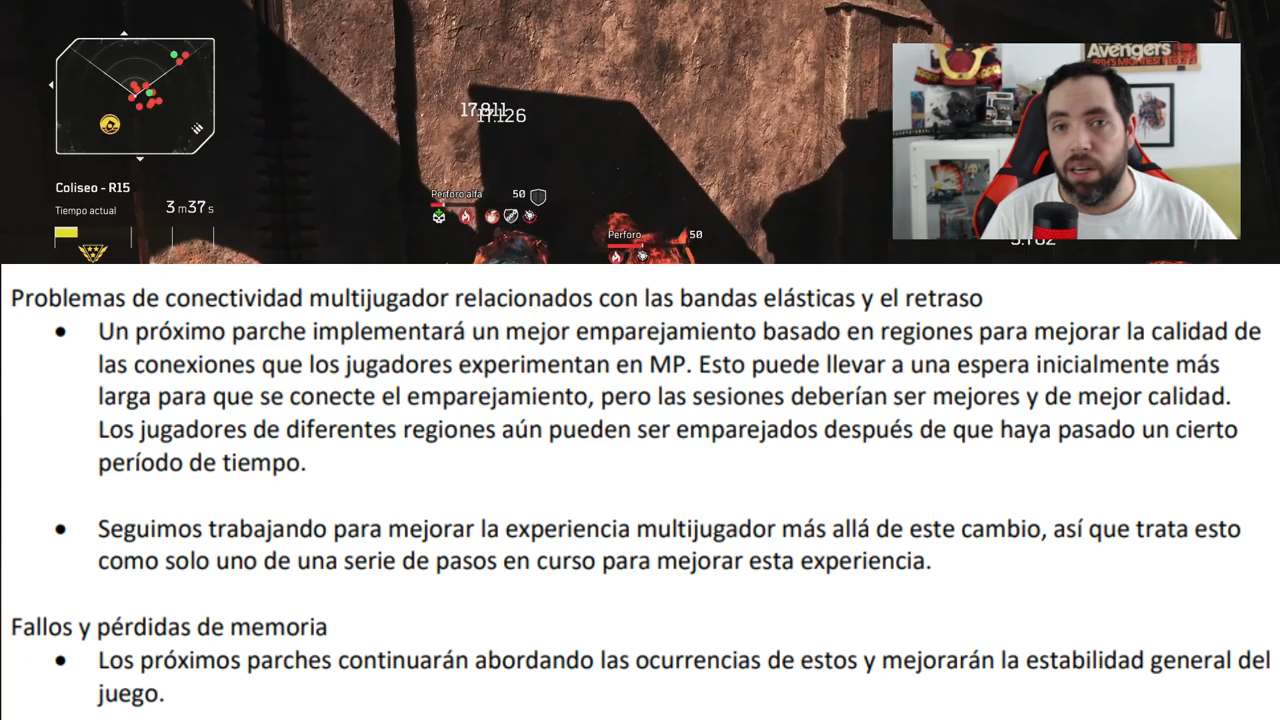 Avengers
17.911
17.126
Coliseo - R15
Tiempo actual
3 m37 s
Perforo alfa 50
Perforo 50
Problemas de conectividad multijugador relacionados con las bandas elásticas y el retraso
• Un próximo parche implementará un mejor emparejamiento basado en regiones para mejorar la calidad de
las conexiones que los jugadores experimentan en MP. Esto puede llevar a una espera inicialmente más
larga para que se conecte el emparejamiento, pero las sesiones deberían ser mejores y de mejor calidad.
Los jugadores de diferentes regiones aún pueden ser emparejados después de que haya pasado un cierto
período de tiempo.
• Seguimos trabajando para mejorar la experiencia multijugador más allá de este cambio, así que trata esto
como solo uno de una serie de pasos en curso para mejorar esta experiencia.
Fallos y pérdidas de memoria
• Los próximos parches continuarán abordando las ocurrencias de estos y mejorarán la estabilidad general del
juego.